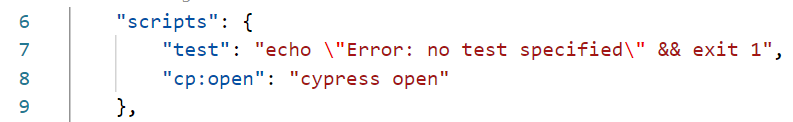 6 "scripts": {
7 "test": "echo \"Error: no test specified\" && exit 1",
8 "cp:open": "cypress open"
9 },